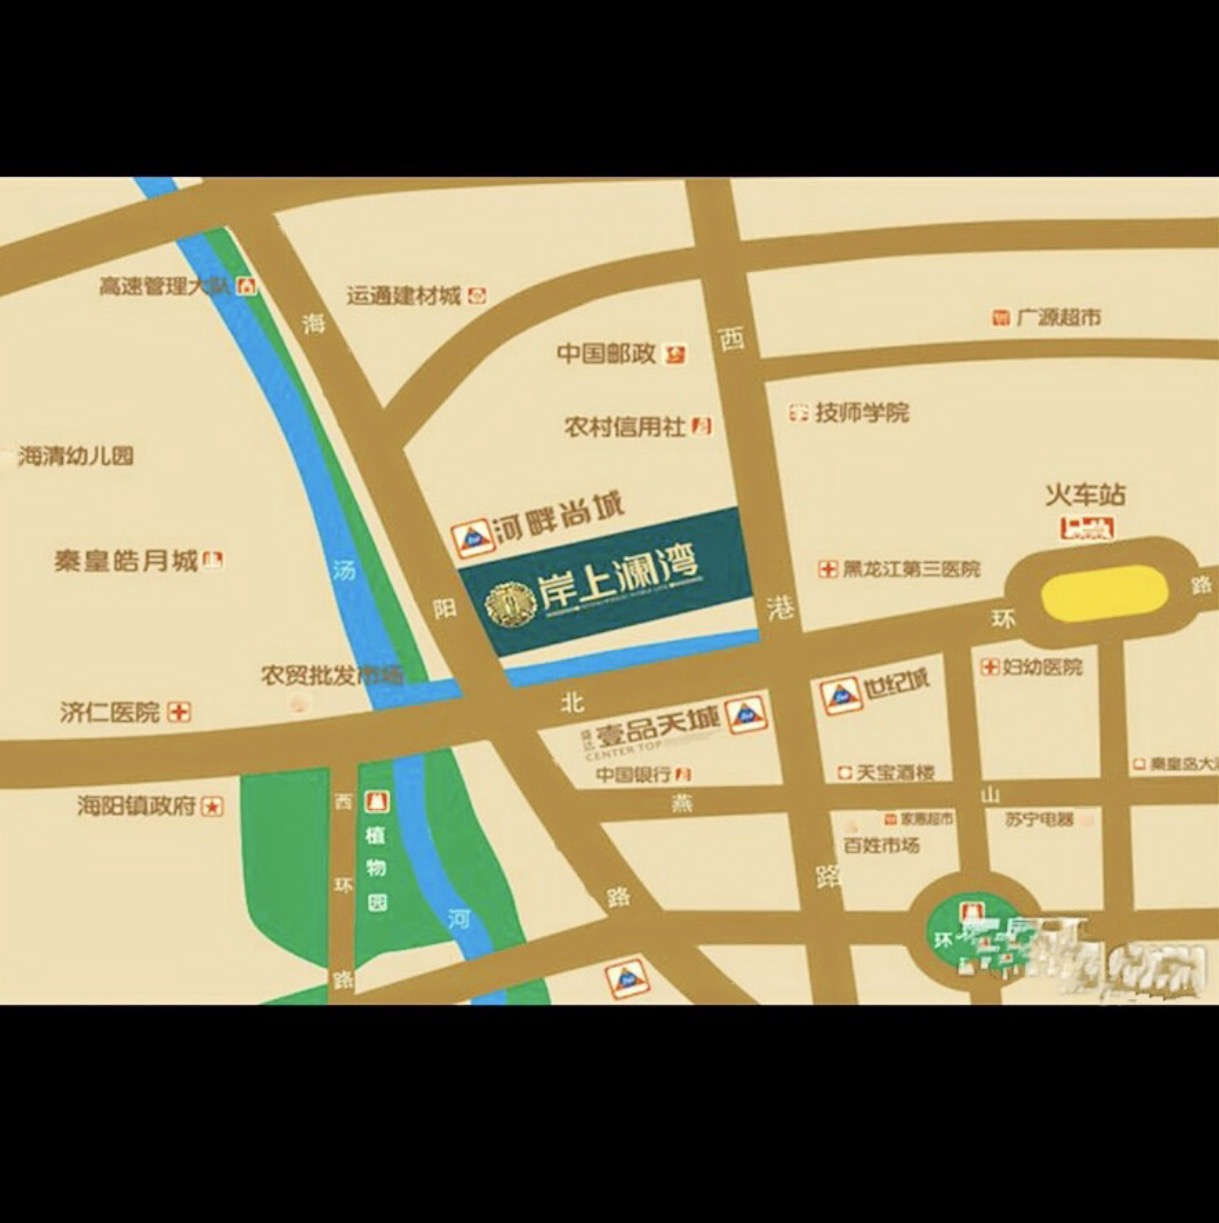 高速管理大队
运通建材城
中国邮政
农村信用社
广源超市
技师学院
海清幼儿园
秦皇皓月城
河畔尚城
岸上澜湾
火车站
黑龙江第三医院
农贸批发市场
济仁医院
海阳镇政府
植物园
壹品天城
CENTER TOP
世纪城
中国银行
天宝酒楼
妇幼医院
秦皇岛大
家惠超市
苏宁电器
百姓市场
海阳路
西港路
北环路
燕山
西环路
汤河
环岛